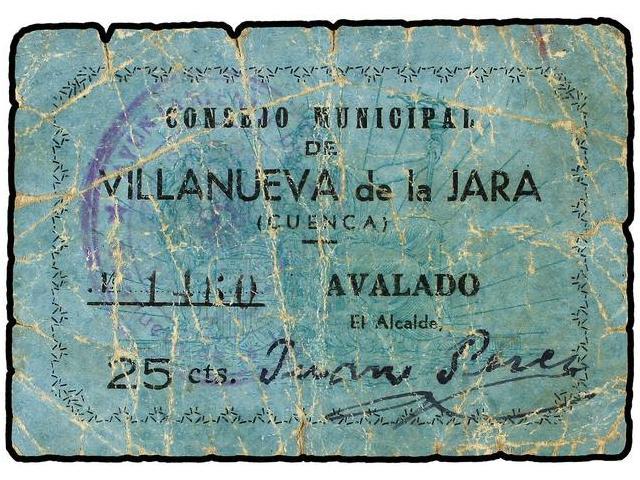 CONSEJO MUNICIPAL
DE
VILLANUEVA de la JARA
(CUENCA)
AVALADO
El Alcalde,
25 cts.